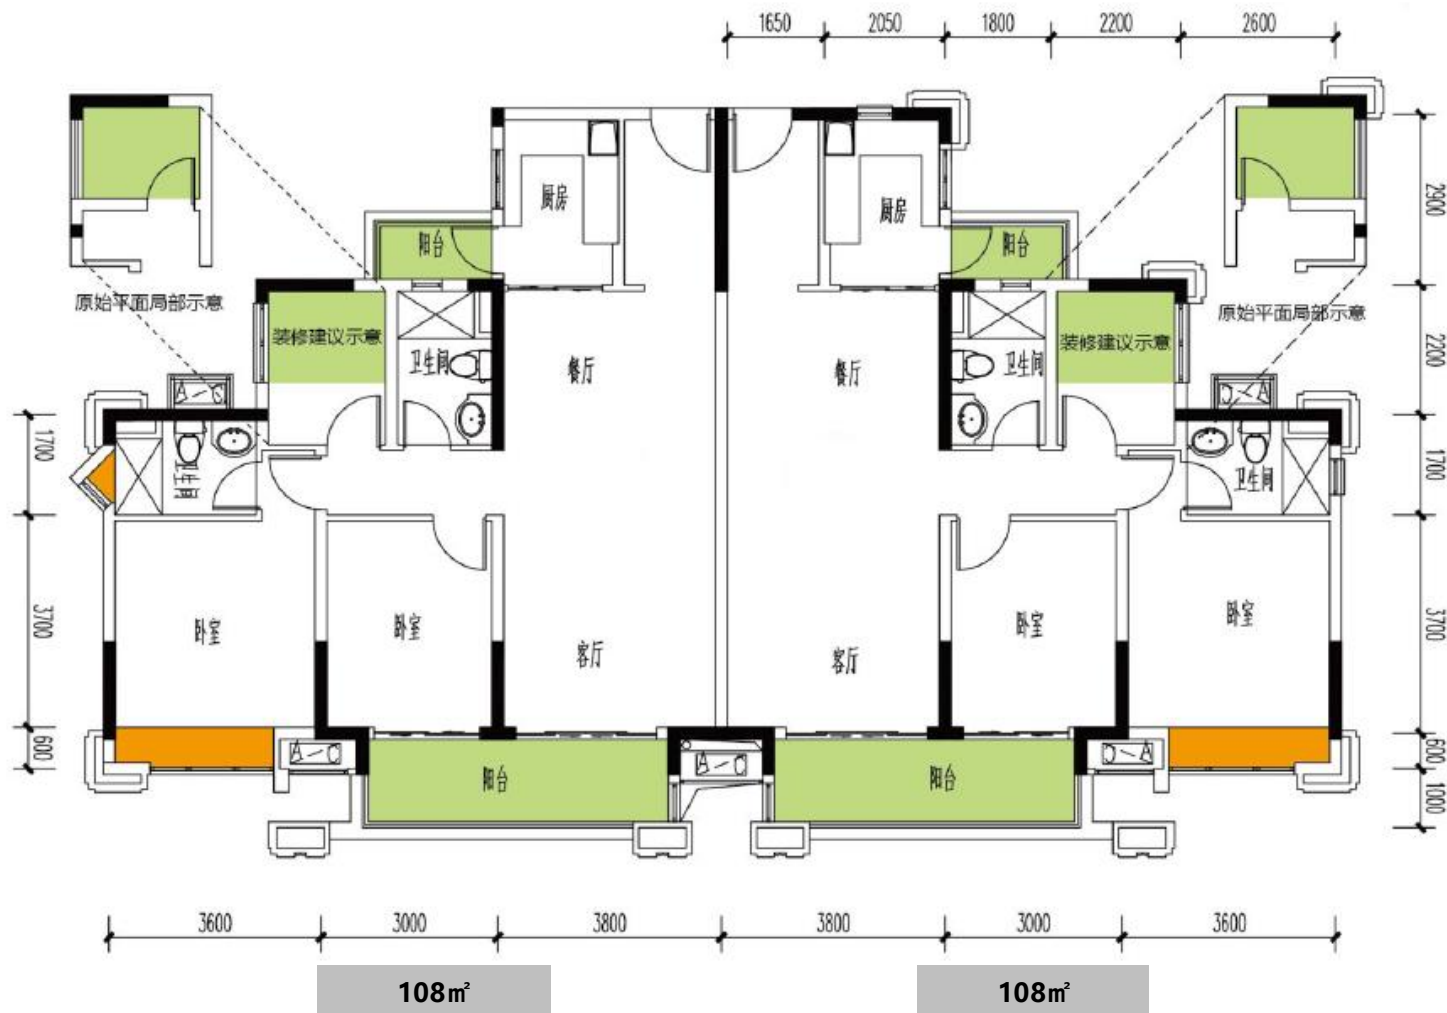 1650 2050 1800 2200 2600
厨房 厨房
2900
阳台 阳台
原始平面局部示意 原始平面局部示意
装修建议示意 装修建议示意
卫生间 卫生间
餐厅 餐厅
2200
A-C C-A
1700 1700
卫生间 卫生间
卧室 卧室 卧室 卧室
3700 3700
客厅 客厅
600 A-C A-C C-A 600
阳台 阳台
1000
3600 3000 3800 3800 3000 3600
108㎡ 108㎡